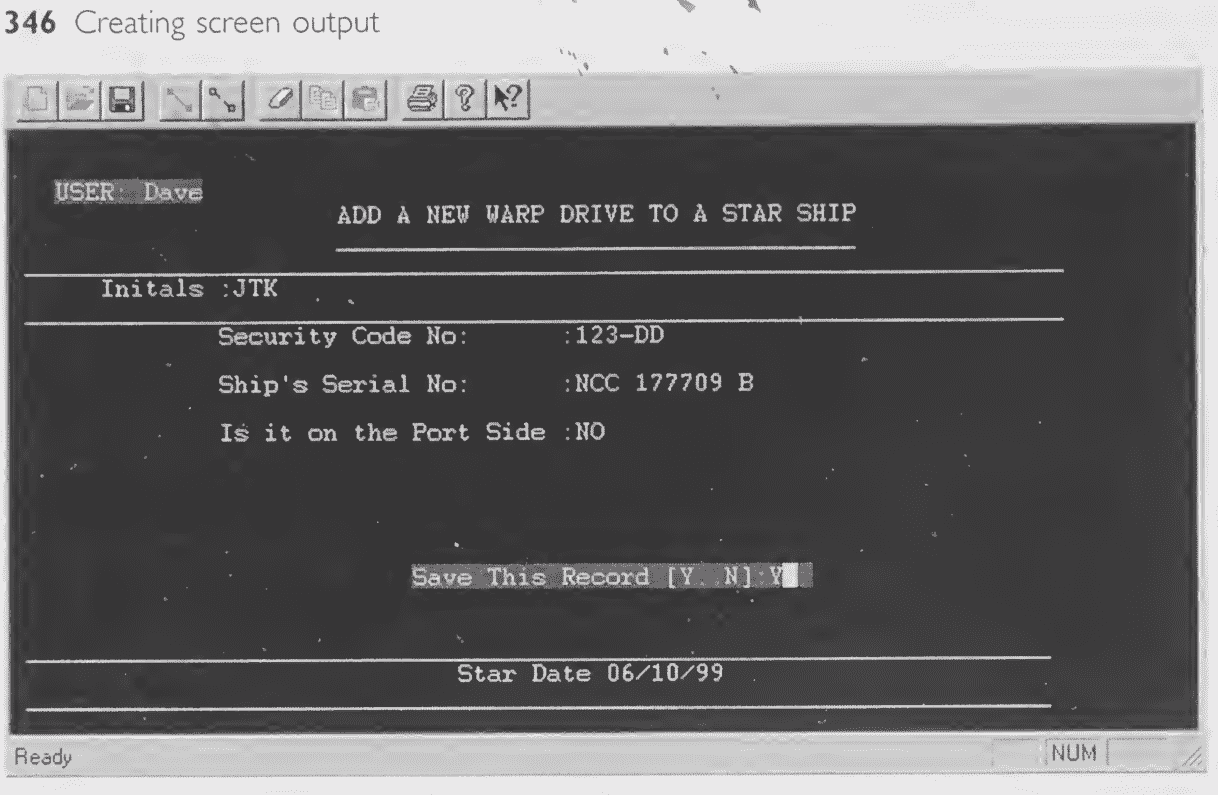 346 Creating screen output
USER: Dave
ADD A NEW WARP DRIVE TO A STAR SHIP
Initals :JTK
Security Code No: :123-DD
Ship's Serial No: :NCC 177709 B
Is it on the Port Side :NO
Save This Record [Y..N]:Y
Star Date 06/10/99
Ready
NUM